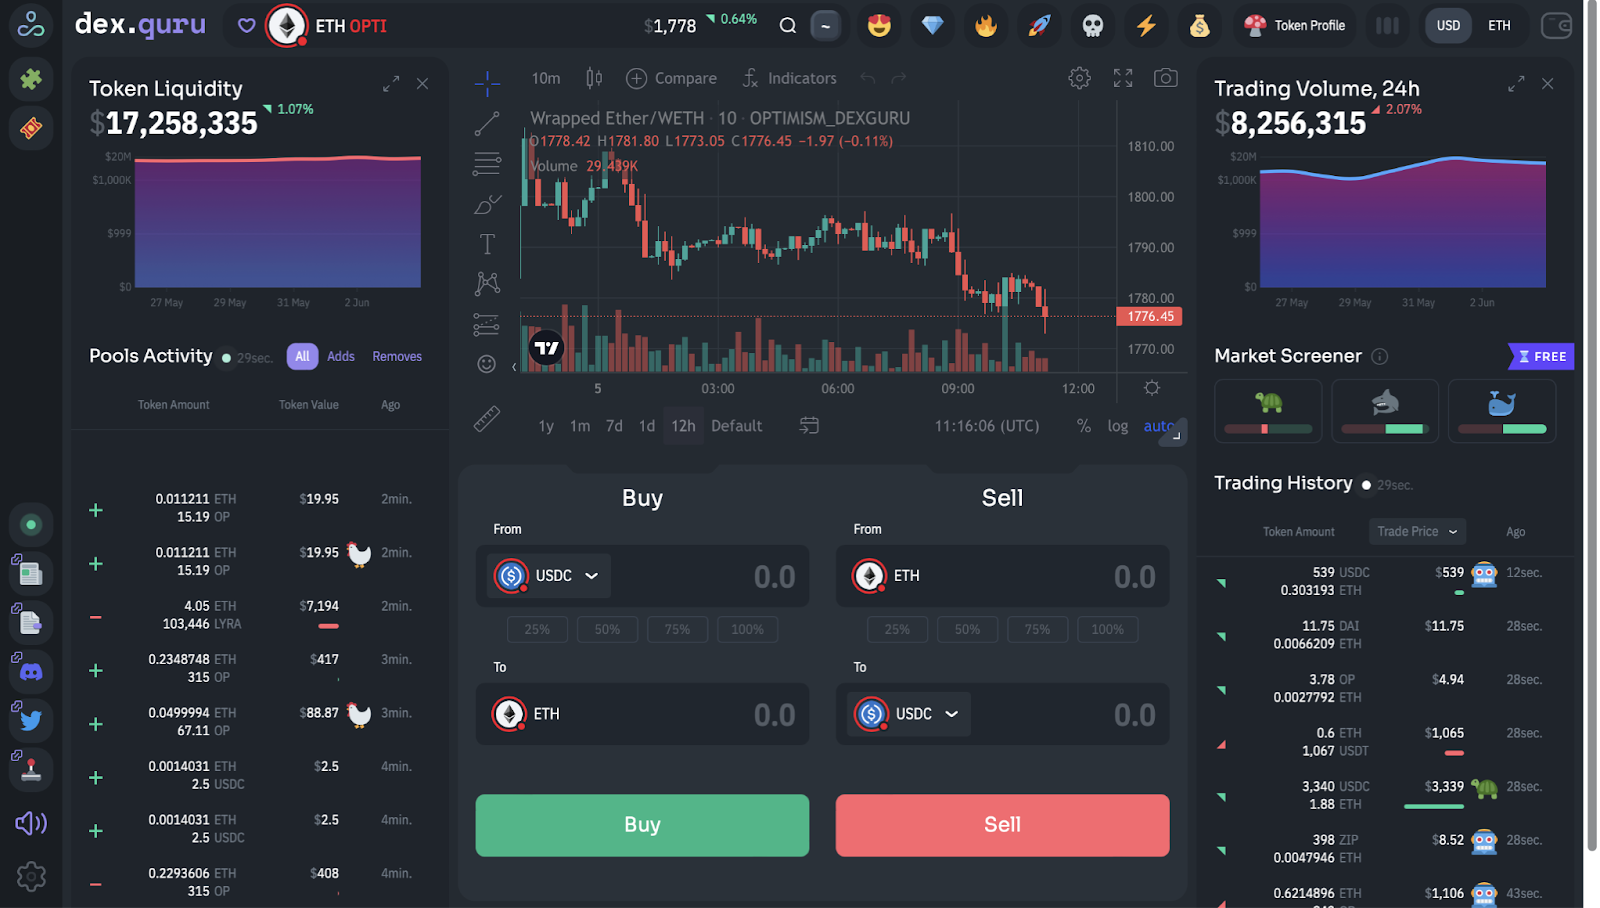 dex.guru
ETH OPTI
$1,778 0.64%
Token Profile
USD ETH
Token Liquidity
$17,258,335 1.07%
$20M
$1,000K
$999
$0
27 May 29 May 31 May 2 Jun
Pools Activity 29sec. All Adds Removes
Token Amount Token Value Ago
0.011211 ETH $19.95 2min.
15.19 OP
0.011211 ETH $19.95 2min.
15.19 OP
4.05 ETH $7,194 2min.
103,446 LYRA
0.2348748 ETH $417 3min.
315 OP
0.0499994 ETH $88.87 3min.
67.11 OP
0.0014031 ETH $2.5 4min.
2.5 USDC
0.0014031 ETH $2.5 4min.
2.5 USDC
0.2293606 ETH $408 4min.
315 OP
10m Compare Indicators
Wrapped Ether/WETH · 10 · OPTIMISM_DEXGURU
O1778.42 H1781.80 L1773.05 C1776.45 −1.97 (−0.11%)
Volume 29.439K
1810.00
1800.00
1790.00
1780.00
1776.45
1770.00
5 03:00 06:00 09:00 12:00
1y 1m 7d 1d 12h Default 11:16:06 (UTC) % log auto
Buy
From
USDC 0.0
25% 50% 75% 100%
To
ETH 0.0
Buy
Sell
From
ETH 0.0
25% 50% 75% 100%
To
USDC 0.0
Sell
Trading Volume, 24h
$8,256,315 2.07%
$20M
$1,000K
$999
$0
27 May 29 May 31 May 2 Jun
Market Screener FREE
Trading History 29sec.
Token Amount Trade Price Ago
539 USDC $539 12sec.
0.303193 ETH
11.75 DAI $11.75 28sec.
0.0066209 ETH
3.78 OP $4.94 28sec.
0.0027792 ETH
0.6 ETH $1,065 28sec.
1,067 USDT
3,340 USDC $3,339 28sec.
1.88 ETH
398 ZIP $8.52 28sec.
0.0047946 ETH
0.6214896 ETH $1,106 43sec.